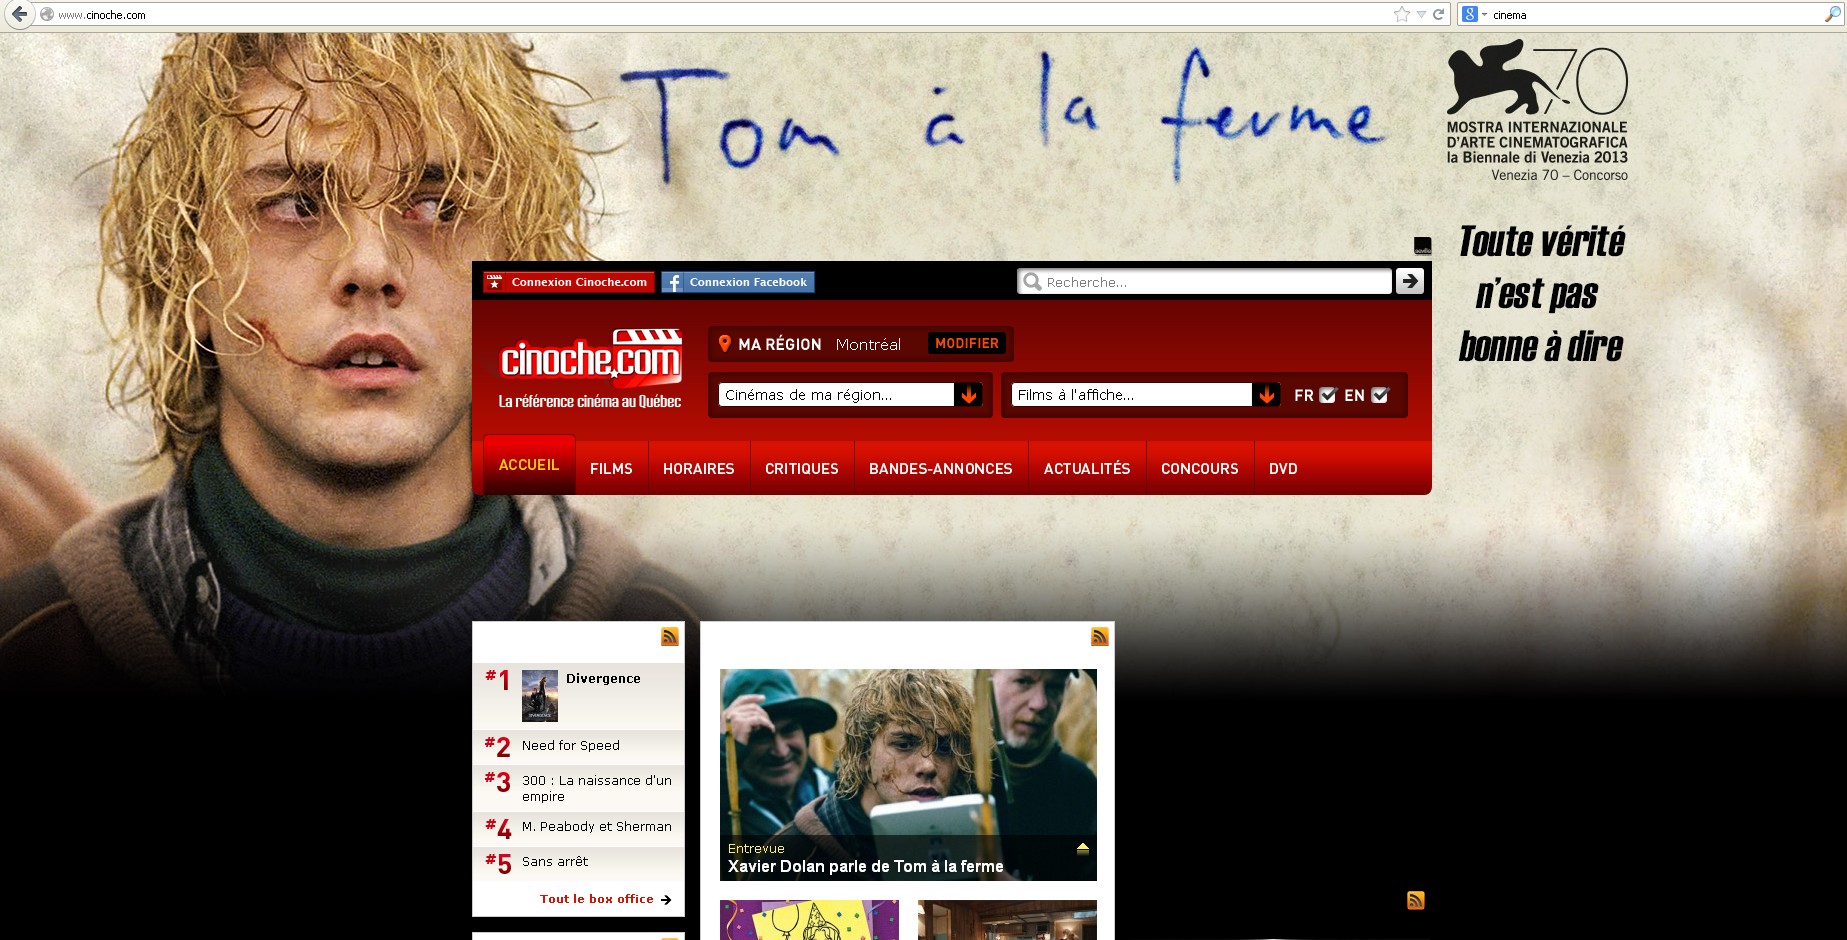 www.cinoche.com
cinema
Tom à la ferme
70
MOSTRA INTERNAZIONALE
D'ARTE CINEMATOGRAFICA
la Biennale di Venezia 2013
Venezia 70 – Concorso
Toute vérité
n'est pas
bonne à dire
Connexion Cinoche.com
Connexion Facebook
Recherche...
cinoche.com
La référence cinéma au Québec
MA RÉGION Montréal MODIFIER
Cinémas de ma région...
Films à l'affiche...
FR EN
ACCUEIL FILMS HORAIRES CRITIQUES BANDES-ANNONCES ACTUALITÉS CONCOURS DVD
#1 Divergence
DIVERGENCE
#2 Need for Speed
#3 300 : La naissance d'un
empire
#4 M. Peabody et Sherman
#5 Sans arrêt
Tout le box office
Entrevue
Xavier Dolan parle de Tom à la ferme